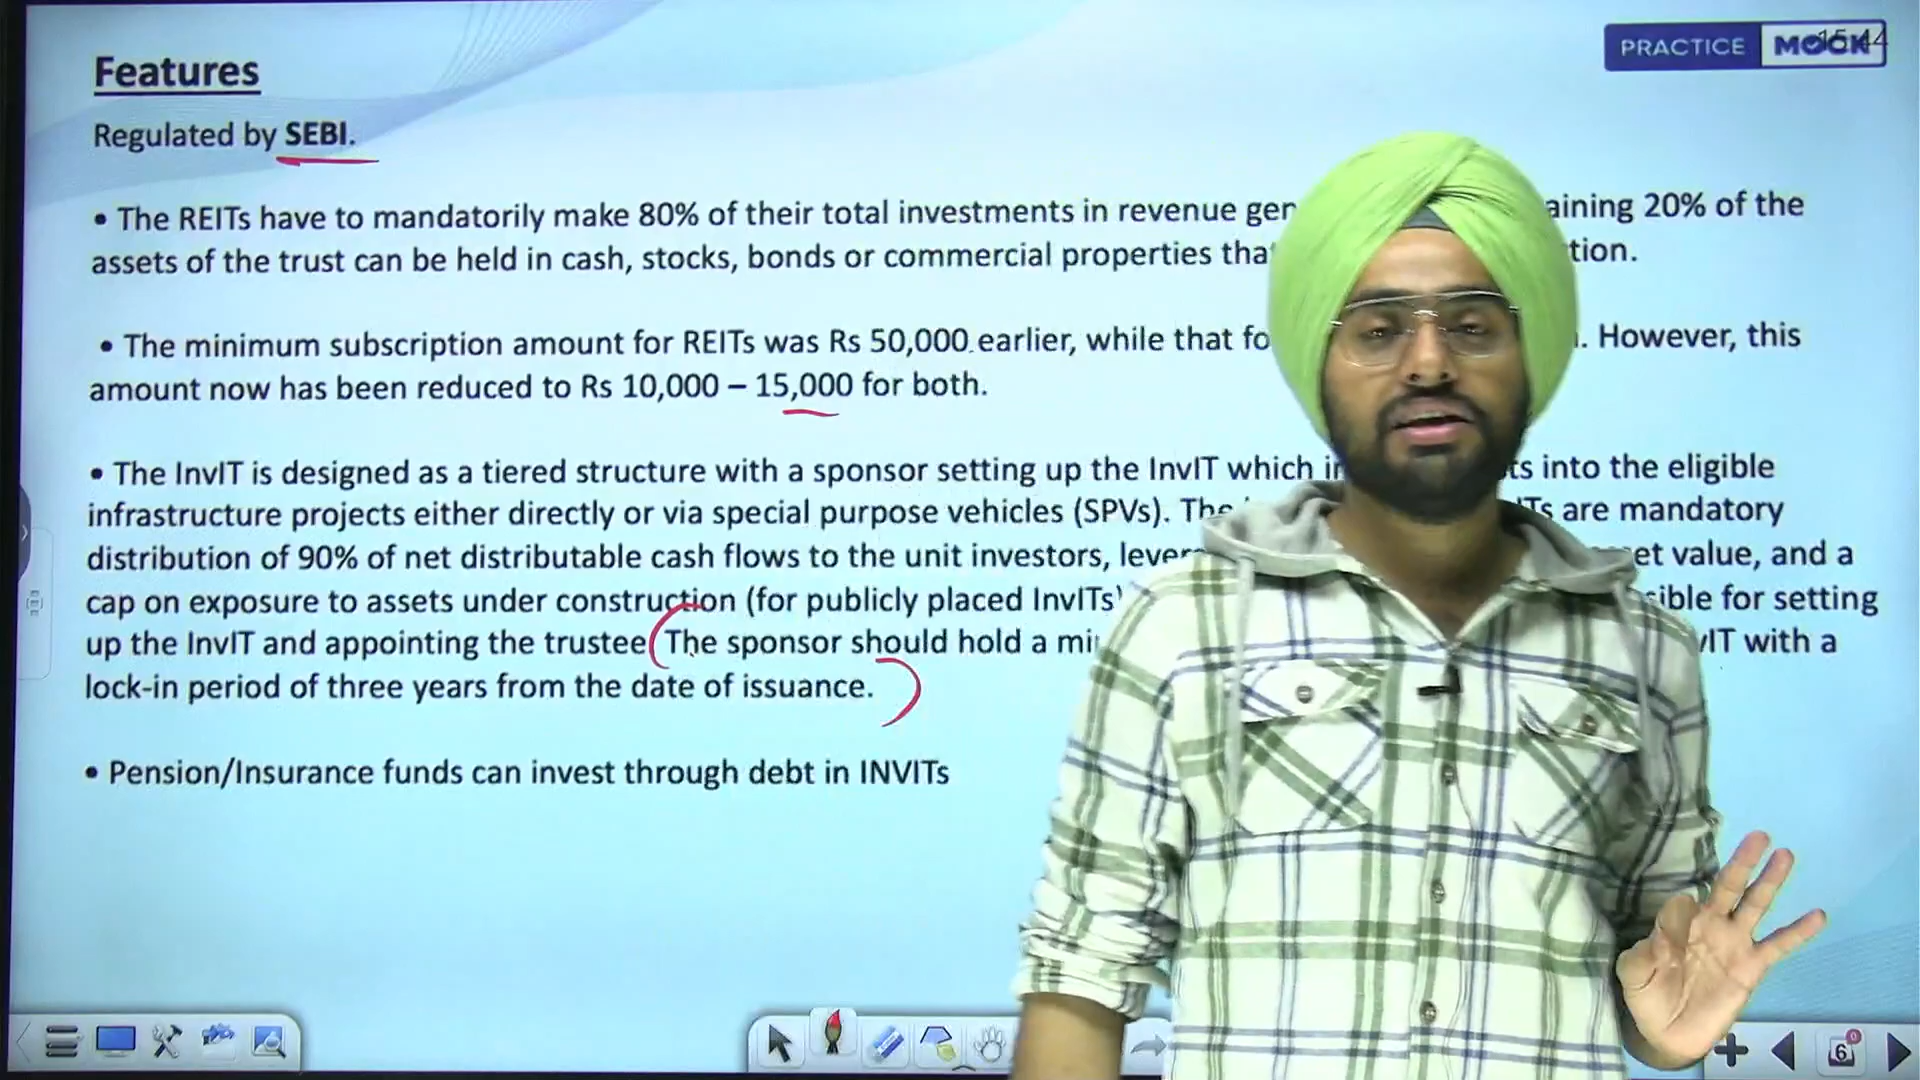 Features
PRACTICE MOCK
Regulated by SEBI.
• The REITs have to mandatorily make 80% of their total investments in revenue gen aining 20% of the
assets of the trust can be held in cash, stocks, bonds or commercial properties tha tion.
• The minimum subscription amount for REITs was Rs 50,000 earlier, while that fo . However, this
amount now has been reduced to Rs 10,000 – 15,000 for both.
• The InvIT is designed as a tiered structure with a sponsor setting up the InvIT which in ts into the eligible
infrastructure projects either directly or via special purpose vehicles (SPVs). The ITs are mandatory
distribution of 90% of net distributable cash flows to the unit investors, lever et value, and a
cap on exposure to assets under construction (for publicly placed InvITs) sible for setting
up the InvIT and appointing the trustee The sponsor should hold a mi vIT with a
lock-in period of three years from the date of issuance.
• Pension/Insurance funds can invest through debt in INVITs
6